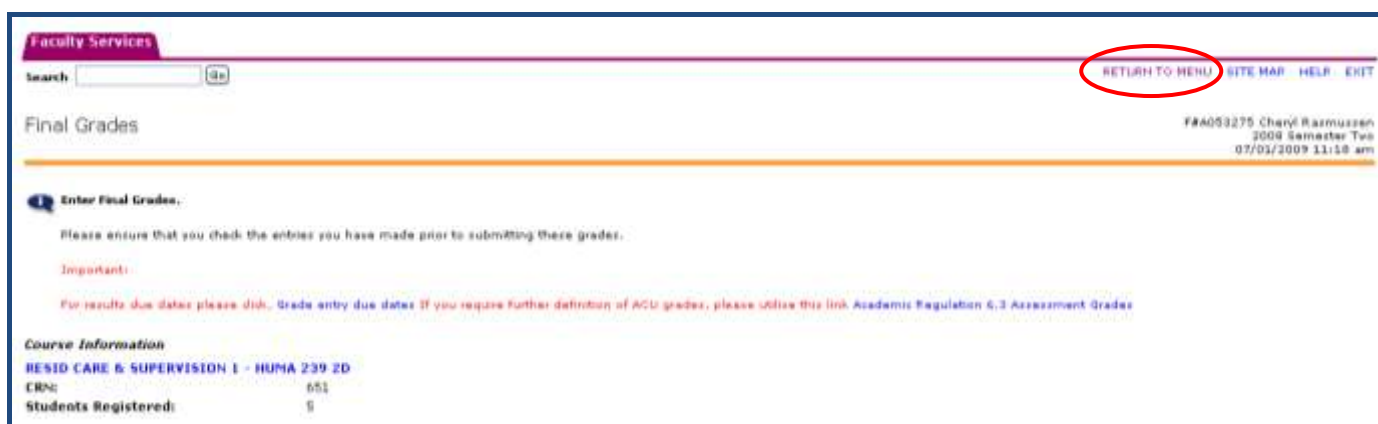 Faculty Services
Search Go RETURN TO MENU SITE MAP HELP EXIT
Final Grades
F#A053275 Cheryl Rasmussen
2008 Semester Two
07/01/2009 11:18 am
Enter Final Grades.
Please ensure that you check the entries you have made prior to submitting these grades.
Important:
For results due dates please click, Grade entry due dates If you require further definition of ACU grades, please utilise this link Academic Regulation 6.3 Assessment Grades
Course Information
RESID CARE & SUPERVISION 1 - HUMA 239 2D
CRN: 651
Students Registered: 5